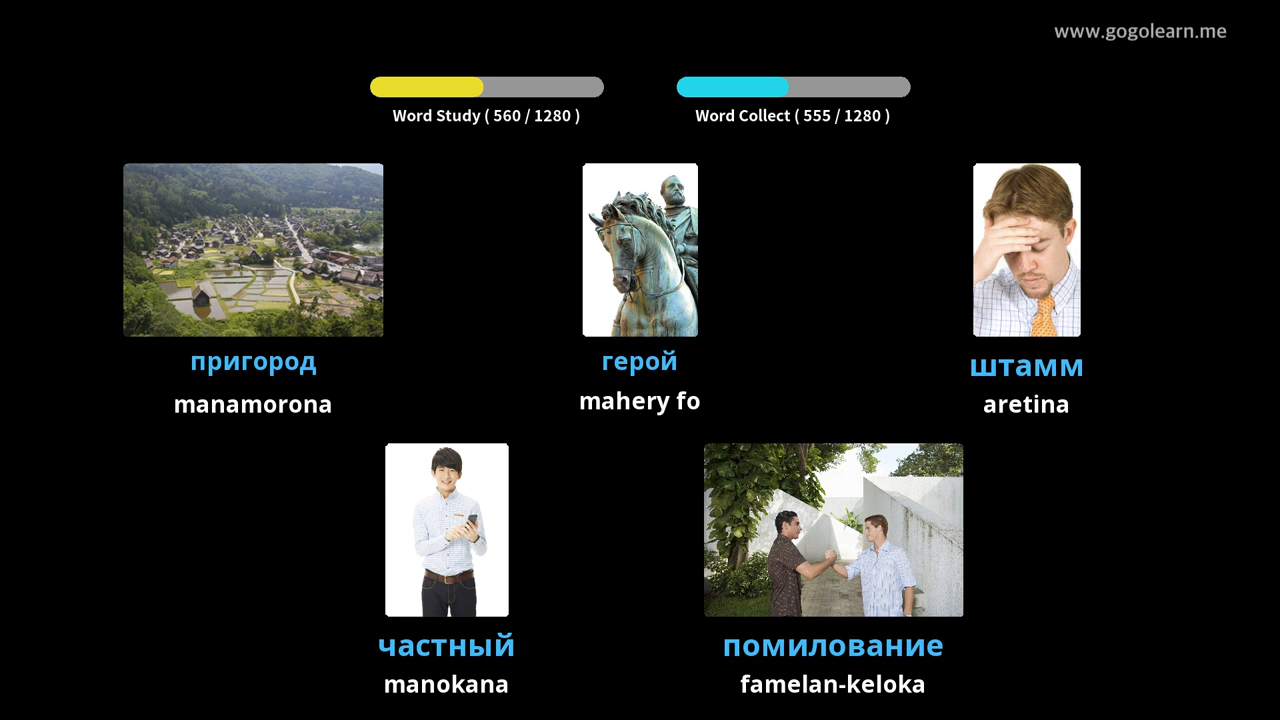 www.gogolearn.me
Word Study ( 560 / 1280 )
Word Collect ( 555 / 1280 )
пригород
manamorona
герой
mahery fo
штамм
aretina
частный
manokana
помилование
famelan-keloka